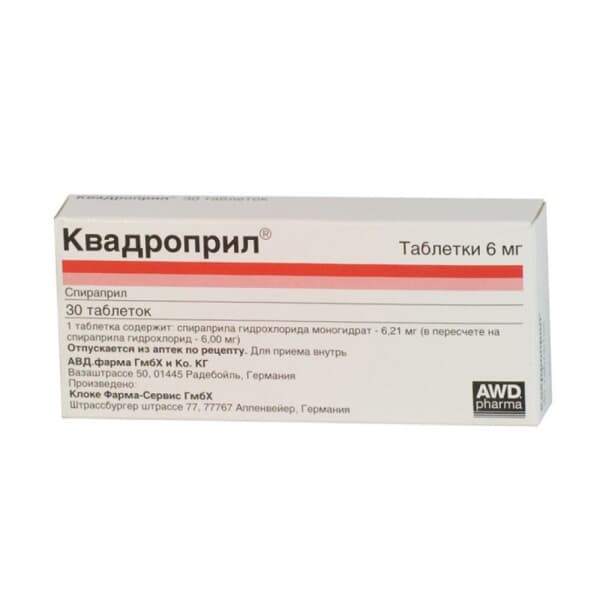 Квадроприл® 30 таблеток
Квадроприл®
Таблетки 6 мг
Спираприл
30 таблеток
1 таблетка содержит: спираприла гидрохлорида моногидрат - 6,21 мг (в пересчете на
спираприла гидрохлорид - 6,00 мг)
Отпускается из аптек по рецепту. Для приема внутрь
АВД.фарма ГмбХ и Ко. КГ
Вазаштрассе 50, 01445 Радебойль, Германия
Произведено:
Клоке Фарма-Сервис ГмбХ
Штрассбургер штрассе 77, 77767 Аппенвейер, Германия
AWD.
pharma